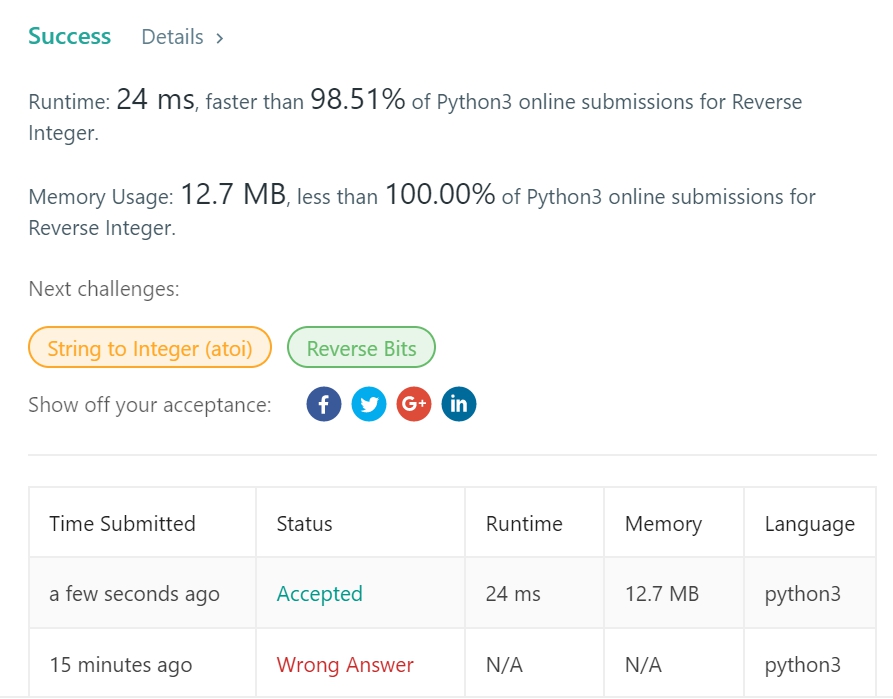 Success Details >
Runtime: 24 ms, faster than 98.51% of Python3 online submissions for Reverse
Integer.
Memory Usage: 12.7 MB, less than 100.00% of Python3 online submissions for
Reverse Integer.
Next challenges:
String to Integer (atoi) Reverse Bits
Show off your acceptance: f G+ in
Time Submitted Status Runtime Memory Language
a few seconds ago Accepted 24 ms 12.7 MB python3
15 minutes ago Wrong Answer N/A N/A python3